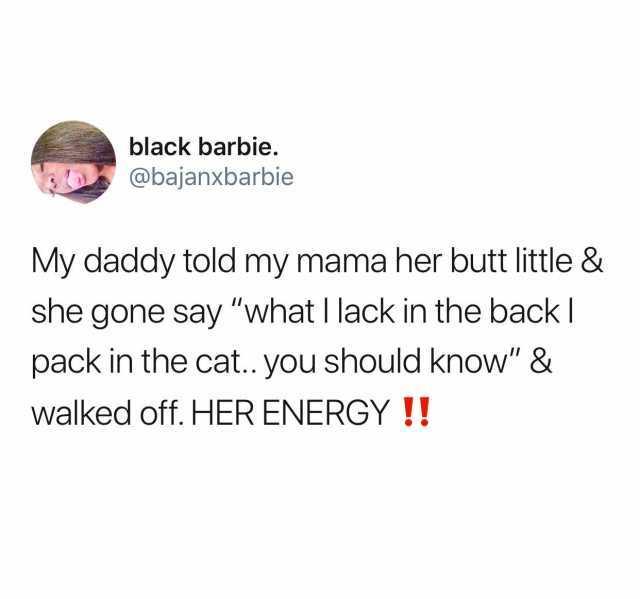 black barbie.
@bajanxbarbie
My daddy told my mama her butt little &
she gone say “what I lack in the back I
pack in the cat.. you should know” &
walked off. HER ENERGY ‼️